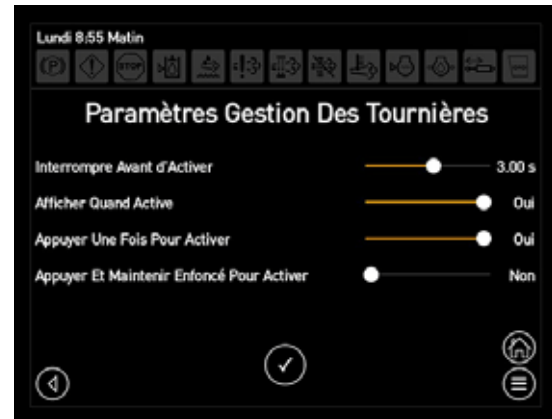 Lundi 8:55 Matin
STOP
Paramètres Gestion Des Tournières
Interrompre Avant d'Activer 3.00 s
Afficher Quand Active Oui
Appuyer Une Fois Pour Activer Oui
Appuyer Et Maintenir Enfoncé Pour Activer Non